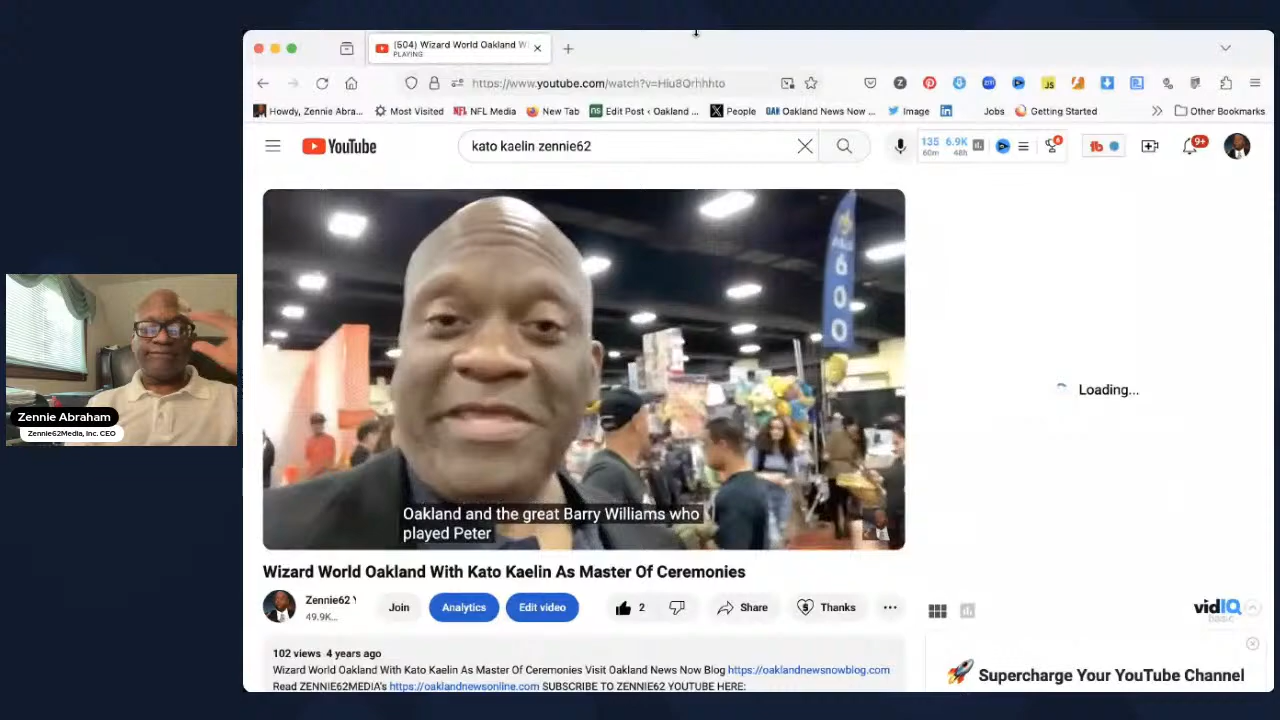 (504) Wizard World Oakland W
PLAYING
https://www.youtube.com/watch?v=Hiu8Qrhhhto
Howdy, Zennie Abra...
Most Visited
NFL Media
New Tab
Edit Post ‹ Oakland ...
People
Oakland News Now ...
Image
Jobs
Getting Started
Other Bookmarks
YouTube
kato kaelin zennie62
135 6.9K
60m 48h
9+
600
Loading...
Oakland and the great Barry Williams who
played Peter
Zennie Abraham
Zennie62Media, Inc. CEO
Wizard World Oakland With Kato Kaelin As Master Of Ceremonies
Zennie62 Y
49.9K...
Join
Analytics
Edit video
2
Share
Thanks
vidIQ
basic
102 views 4 years ago
Wizard World Oakland With Kato Kaelin As Master Of Ceremonies Visit Oakland News Now Blog https://oaklandnewsnowblog.com
Read ZENNIE62MEDIA's https://oaklandnewsonline.com SUBSCRIBE TO ZENNIE62 YOUTUBE HERE:
Supercharge Your YouTube Channel